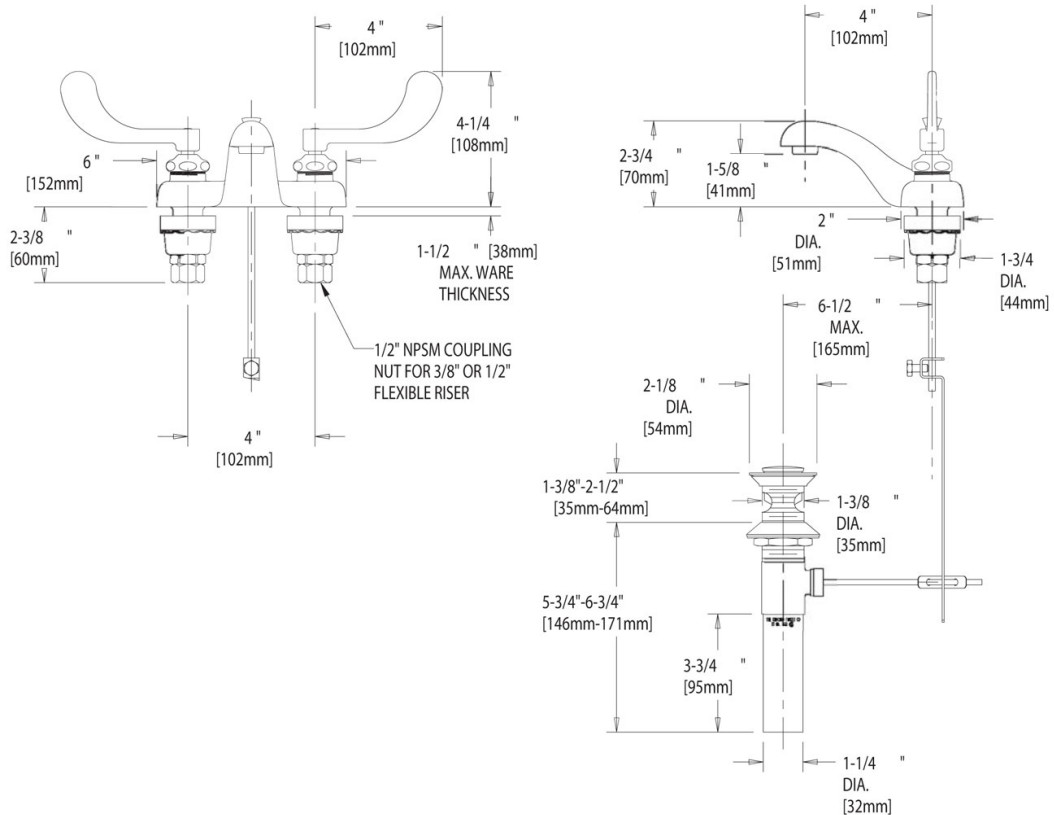 4 "
[102mm]
4-1/4 "
[108mm]
6 "
[152mm]
2-3/8 "
[60mm]
1-1/2 " [38mm]
MAX. WARE
THICKNESS
1/2" NPSM COUPLING
NUT FOR 3/8" OR 1/2"
FLEXIBLE RISER
4 "
[102mm]
4 "
[102mm]
2-3/4 "
[70mm]
1-5/8 "
[41mm]
2 "
DIA.
[51mm]
1-3/4
DIA.
[44mm]
6-1/2 "
MAX.
[165mm]
2-1/8 "
DIA.
[54mm]
1-3/8"-2-1/2"
[35mm-64mm]
1-3/8 "
DIA.
[35mm]
5-3/4"-6-3/4"
[146mm-171mm]
3-3/4 "
[95mm]
1-1/4 "
DIA.
[32mm]